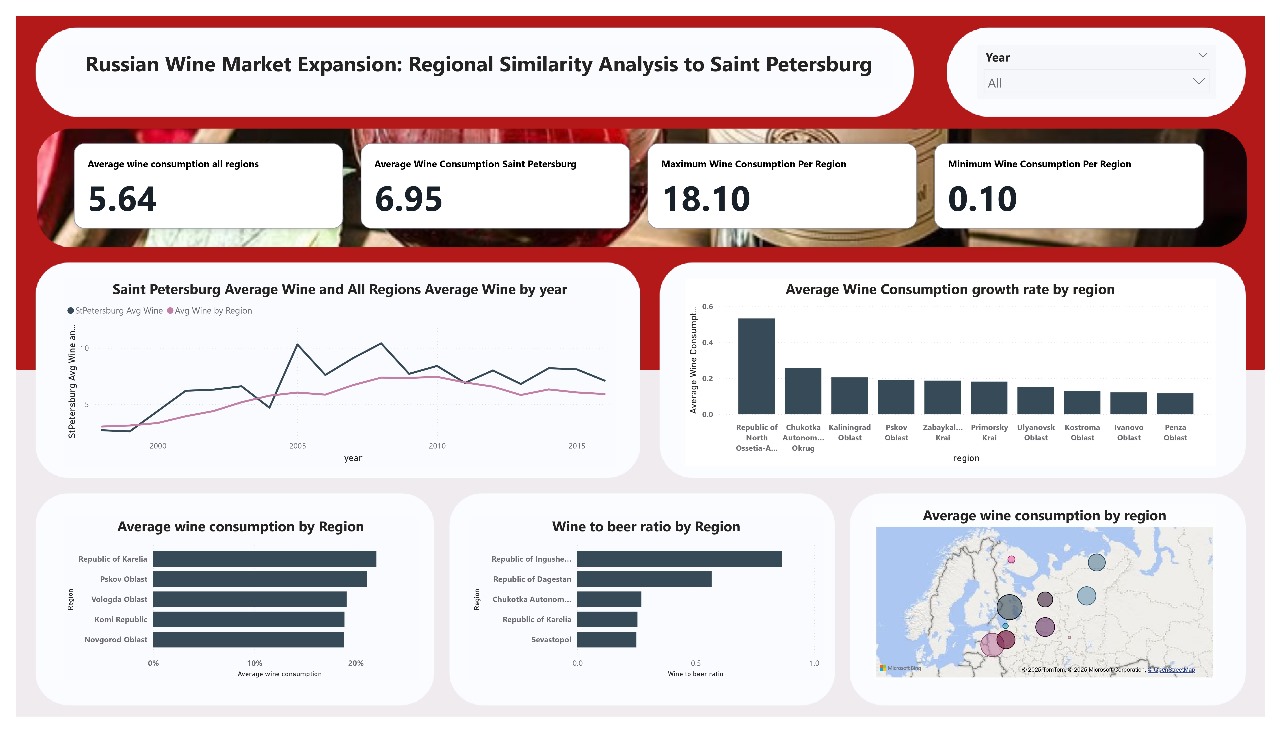 Russian Wine Market Expansion: Regional Similarity Analysis to Saint Petersburg
Year
All
Average wine consumption all regions
5.64
Average Wine Consumption Saint Petersburg
6.95
Maximum Wine Consumption Per Region
18.10
Minimum Wine Consumption Per Region
0.10
Saint Petersburg Average Wine and All Regions Average Wine by year
StPetersburg Avg Wine Avg Wine by Region
StPetersburg Avg Wine an...
10
5
2000 2005 2010 2015
year
Average Wine Consumption growth rate by region
Average Wine Consumpt...
0.6
0.4
0.2
0.0
Republic of North Ossetia-A...
Chukotka Autonom... Okrug
Kaliningrad Oblast
Pskov Oblast
Zabaykal... Krai
Primorsky Krai
Ulyanovsk Oblast
Kostroma Oblast
Ivanovo Oblast
Penza Oblast
region
Average wine consumption by Region
Region
Republic of Karelia
Pskov Oblast
Vologda Oblast
Komi Republic
Novgorod Oblast
0% 10% 20%
Average wine consumption
Wine to beer ratio by Region
Region
Republic of Ingushe...
Republic of Dagestan
Chukotka Autonom...
Republic of Karelia
Sevastopol
0.0 0.5 1.0
Wine to beer ratio
Average wine consumption by region
Microsoft Bing
© 2025 TomTom, © 2025 Microsoft Corporation, © OpenStreetMap